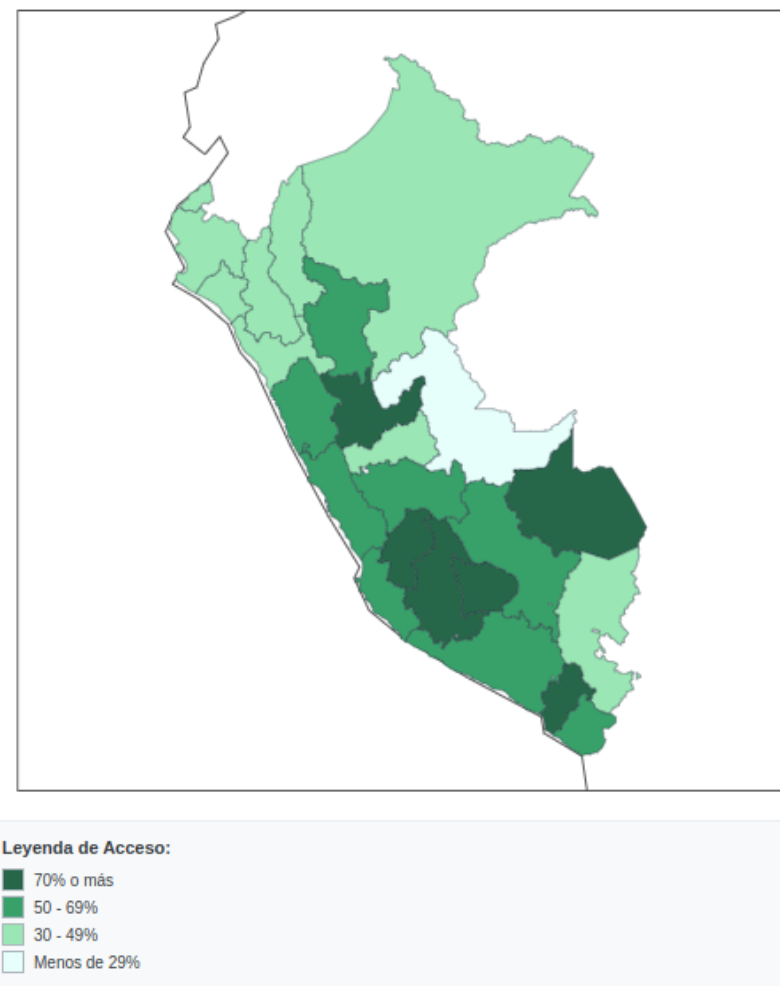 Leyenda de Acceso:
70% o más
50 - 69%
30 - 49%
Menos de 29%